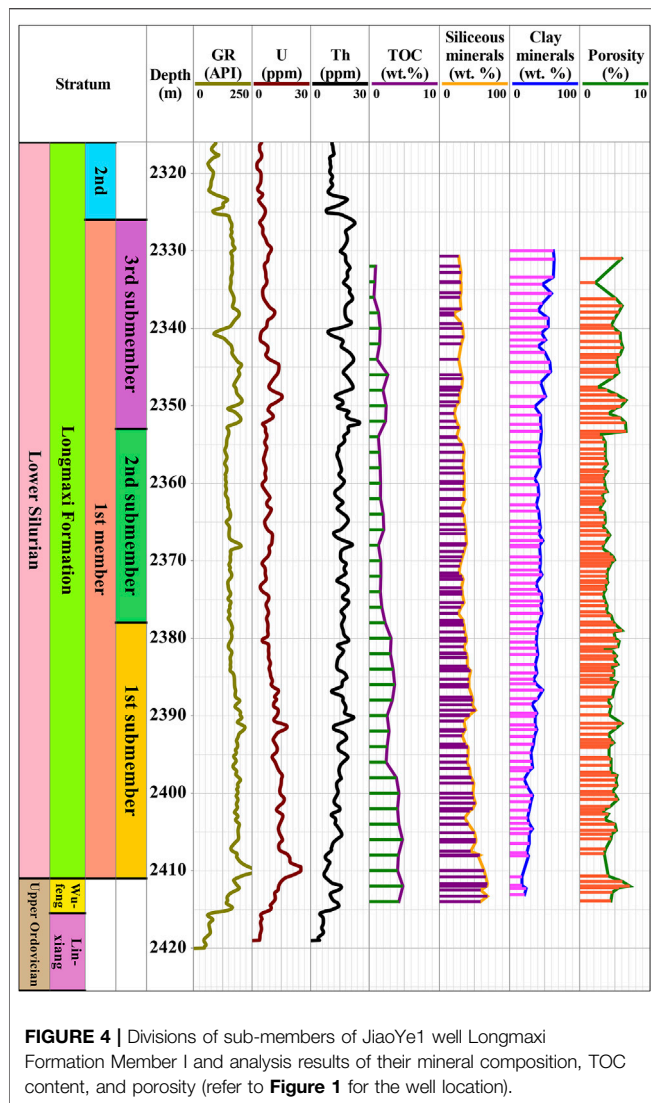 Stratum
Depth
(m)
GR
(API)
0 250
U
(ppm)
0 30
Th
(ppm)
0 30
TOC
(wt.%)
0 10
Siliceous
minerals
(wt. %)
0 100
Clay
minerals
(wt. %)
0 100
Porosity
(%)
0 10
Lower Silurian
Upper Ordovician
Longmaxi Formation
Wu-
feng
Lin-
xiang
2nd
1st member
3rd submember
2nd submember
1st submember
2320
2330
2340
2350
2360
2370
2380
2390
2400
2410
2420
FIGURE 4 | Divisions of sub-members of JiaoYe1 well Longmaxi
Formation Member I and analysis results of their mineral composition, TOC
content, and porosity (refer to Figure 1 for the well location).